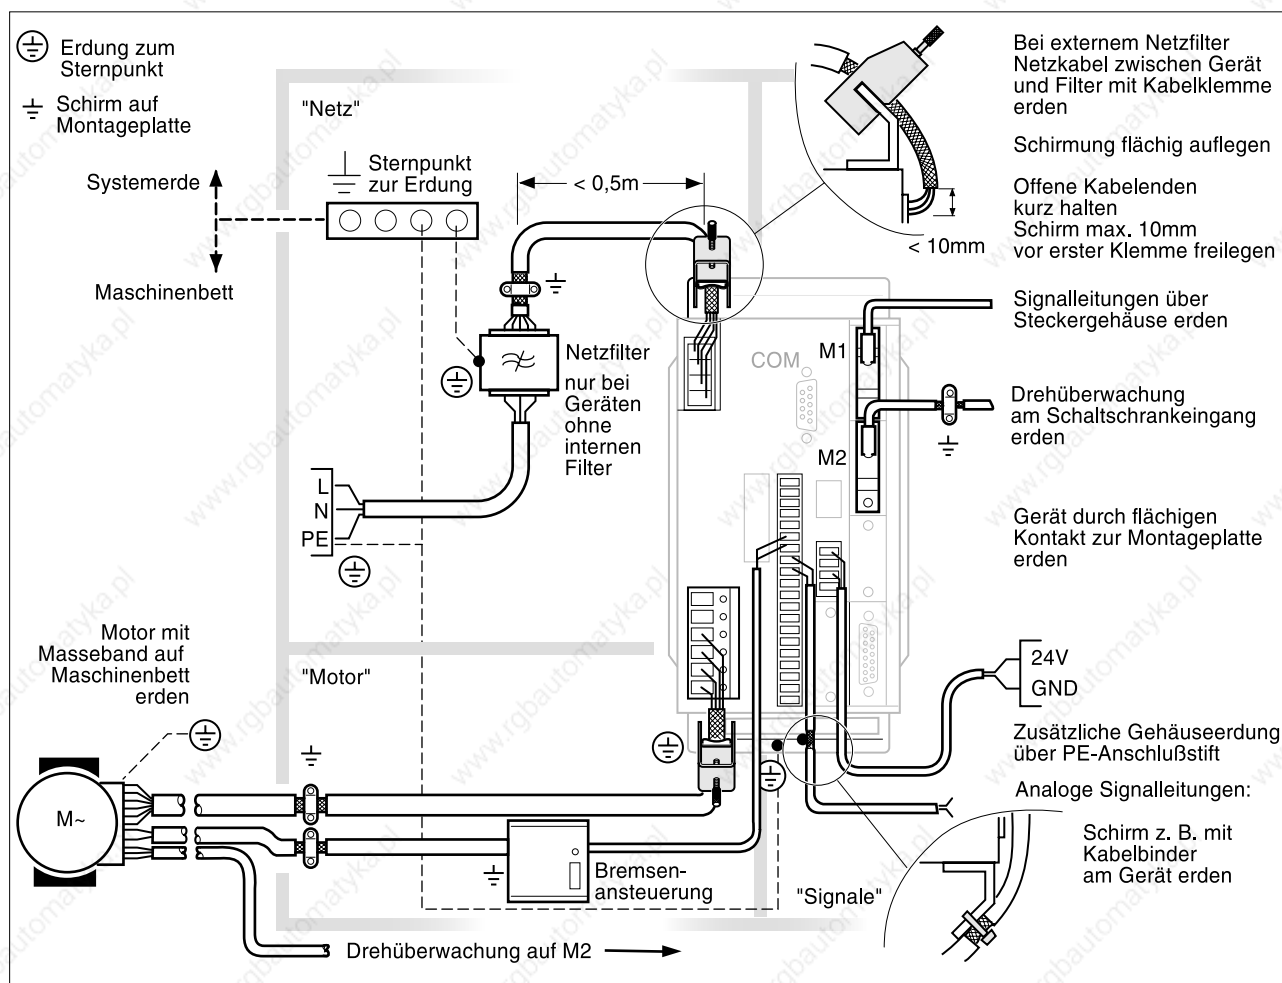 Erdung zum
Sternpunkt
Schirm auf
Montageplatte
Systemerde
Maschinenbett
"Netz"
Sternpunkt
zur Erdung
< 0,5m
Netzfilter
nur bei
Geräten
ohne
internen
Filter
L
N
PE
COM
M1
M2
< 10mm
Bei externem Netzfilter
Netzkabel zwischen Gerät
und Filter mit Kabelklemme
erden
Schirmung flächig auflegen
Offene Kabelenden
kurz halten
Schirm max. 10mm
vor erster Klemme freilegen
Signalleitungen über
Steckergehäuse erden
Drehüberwachung
am Schaltschrankeingang
erden
Gerät durch flächigen
Kontakt zur Montageplatte
erden
24V
GND
Zusätzliche Gehäuseerdung
über PE-Anschlußstift
Analoge Signalleitungen:
Schirm z. B. mit
Kabelbinder
am Gerät erden
Motor mit
Masseband auf
Maschinenbett
erden
"Motor"
M~
Bremsen-
ansteuerung
"Signale"
Drehüberwachung auf M2
www.rgbautomatyka.pl